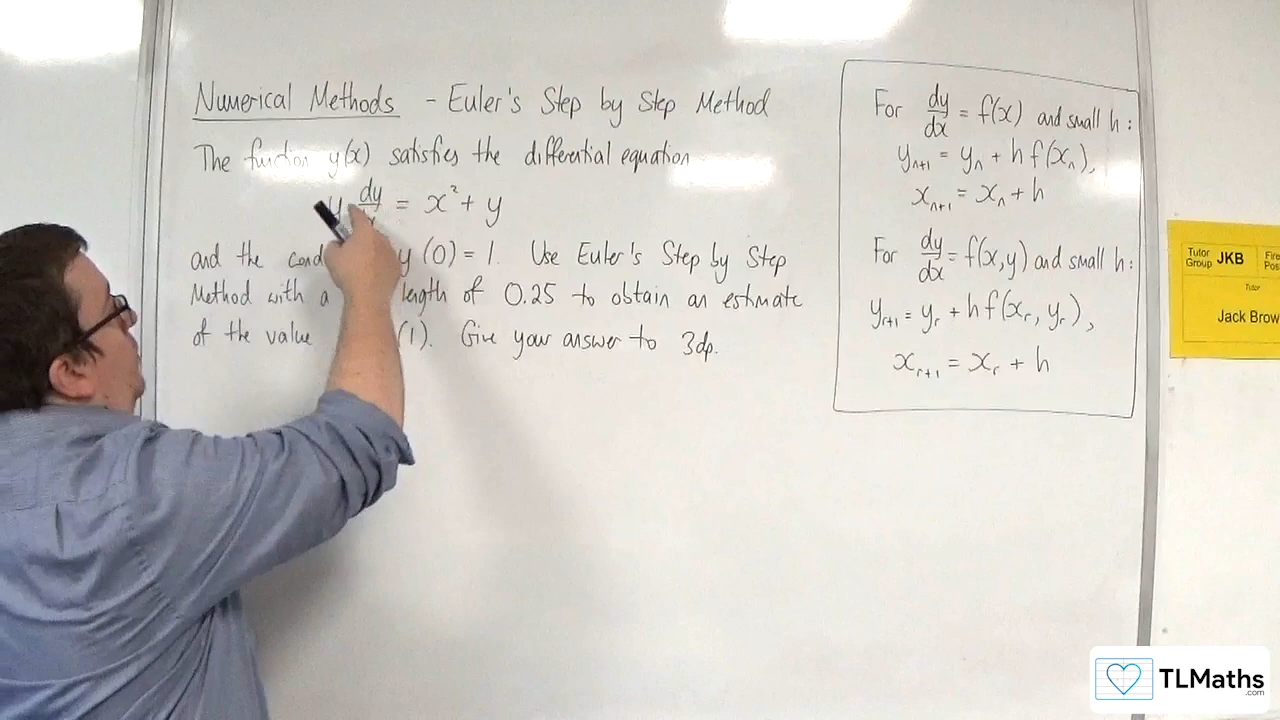 Numerical Methods - Euler's Step by Step Method
The function y(x) satisfies the differential equation
y dy/ = x² + y
and the cond y(0) = 1. Use Euler's Step by Step
Method with a length of 0.25 to obtain an estimate
of the value (1). Give your answer to 3dp.
For dy/dx = f(x) and small h:
yₙ₊₁ = yₙ + h f(xₙ),
xₙ₊₁ = xₙ + h
For dy/dx = f(x,y) and small h:
yᵣ₊₁ = yᵣ + h f(xᵣ, yᵣ),
xᵣ₊₁ = xᵣ + h
Tutor
Group JKB
Fire
Tutor
Jack Brow
TLMaths
.com